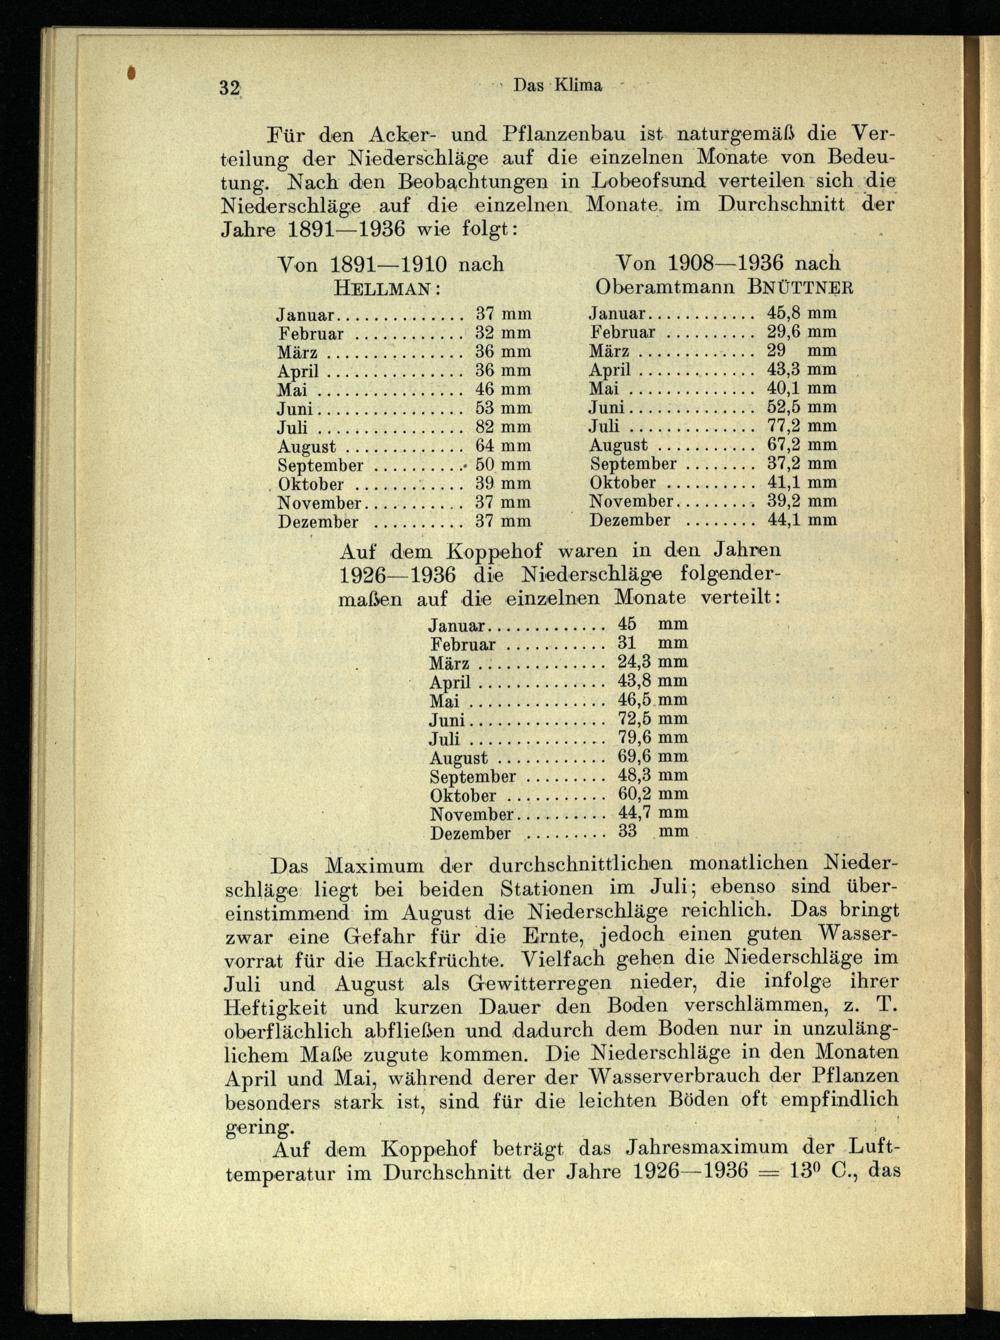 32
Das Klima
Für den Acker- und Pflanzenbau ist naturgemäß die Ver-
teilung der Niederschläge auf die einzelnen Monate von Bedeu-
tung. Nach den Beobachtungen in Lobeofsund verteilen sich die
Niederschläge auf die einzelnen Monate im Durchschnitt der
Jahre 1891—1936 wie folgt:
Von 1891—1910 nach
HELLMAN:
Januar.............. 37 mm
Februar ............ 32 mm
März ............... 36 mm
April ............... 36 mm
Mai ................ 46 mm
Juni................ 53 mm
Juli ................ 82 mm
August ............. 64 mm
September .......... 50 mm
Oktober ............ 39 mm
November........... 37 mm
Dezember .......... 37 mm
Von 1908—1936 nach
Oberamtmann BNÜTTNER
Januar............ 45,8 mm
Februar .......... 29,6 mm
März ............. 29 mm
April ............. 43,3 mm
Mai .............. 40,1 mm
Juni.............. 52,5 mm
Juli .............. 77,2 mm
August ........... 67,2 mm
September ........ 37,2 mm
Oktober .......... 41,1 mm
November......... 39,2 mm
Dezember ........ 44,1 mm
Auf dem Koppehof waren in den Jahren
1926—1936 die Niederschläge folgender-
maßen auf die einzelnen Monate verteilt:
Januar............. 45 mm
Februar ........... 31 mm
März .............. 24,3 mm
April .............. 43,8 mm
Mai ............... 46,5 mm
Juni............... 72,5 mm
Juli ............... 79,6 mm
August ............ 69,6 mm
September ......... 48,3 mm
Oktober ........... 60,2 mm
November.......... 44,7 mm
Dezember ......... 33 mm
Das Maximum der durchschnittlichen monatlichen Nieder-
schläge liegt bei beiden Stationen im Juli; ebenso sind über-
einstimmend im August die Niederschläge reichlich. Das bringt
zwar eine Gefahr für die Ernte, jedoch einen guten Wasser-
vorrat für die Hackfrüchte. Vielfach gehen die Niederschläge im
Juli und August als Gewitterregen nieder, die infolge ihrer
Heftigkeit und kurzen Dauer den Boden verschlämmen, z. T.
oberflächlich abfließen und dadurch dem Boden nur in unzuläng-
lichem Maße zugute kommen. Die Niederschläge in den Monaten
April und Mai, während derer der Wasserverbrauch der Pflanzen
besonders stark ist, sind für die leichten Böden oft empfindlich
gering.
Auf dem Koppehof beträgt das Jahresmaximum der Luft-
temperatur im Durchschnitt der Jahre 1926—1936 = 13⁰ C., das